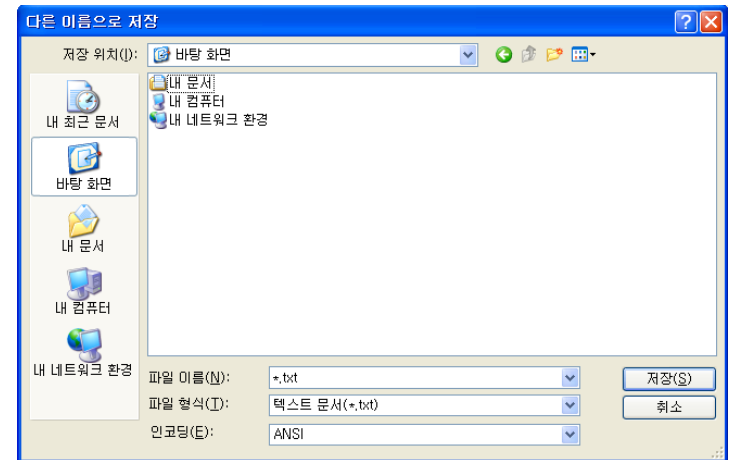 다른 이름으로 저장
저장 위치(I): 바탕 화면
내 문서
내 컴퓨터
내 네트워크 환경
내 최근 문서
바탕 화면
내 문서
내 컴퓨터
내 네트워크 환경
파일 이름(N): *.txt 저장(S)
파일 형식(T): 텍스트 문서(*.txt) 취소
인코딩(E): ANSI